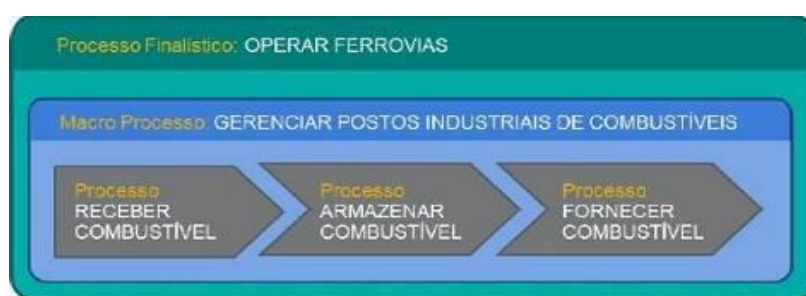 Processo Finalístico: OPERAR FERROVIAS
Macro Processo: GERENCIAR POSTOS INDUSTRIAIS DE COMBUSTÍVEIS
Processo
RECEBER
COMBUSTÍVEL
Processo
ARMAZENAR
COMBUSTÍVEL
Processo
FORNECER
COMBUSTÍVEL